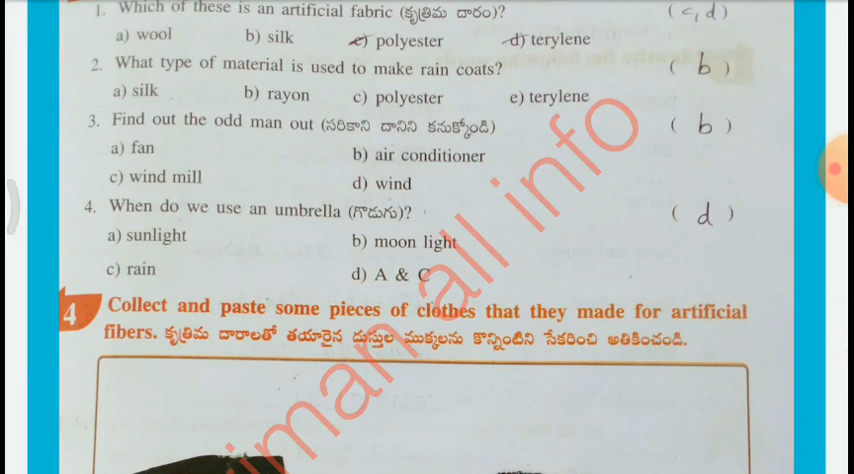 1. Which of these is an artificial fabric (కృత్రిమ దారం)? (c, d)
a) wool b) silk c) polyester d) terylene
2. What type of material is used to make rain coats? ( b )
a) silk b) rayon c) polyester e) terylene
3. Find out the odd man out (సరికాని దానిని కనుక్కోండి) ( b )
a) fan b) air conditioner
c) wind mill d) wind
4. When do we use an umbrella (గొడుగు)? ( d )
a) sunlight b) moon light
c) rain d) A & C
4 Collect and paste some pieces of clothes that they made for artificial
fibers. కృత్రిమ దారాలతో తయారైన దుస్తుల ముక్కలను కొన్నింటిని సేకరించి అతికించండి.
iman all info